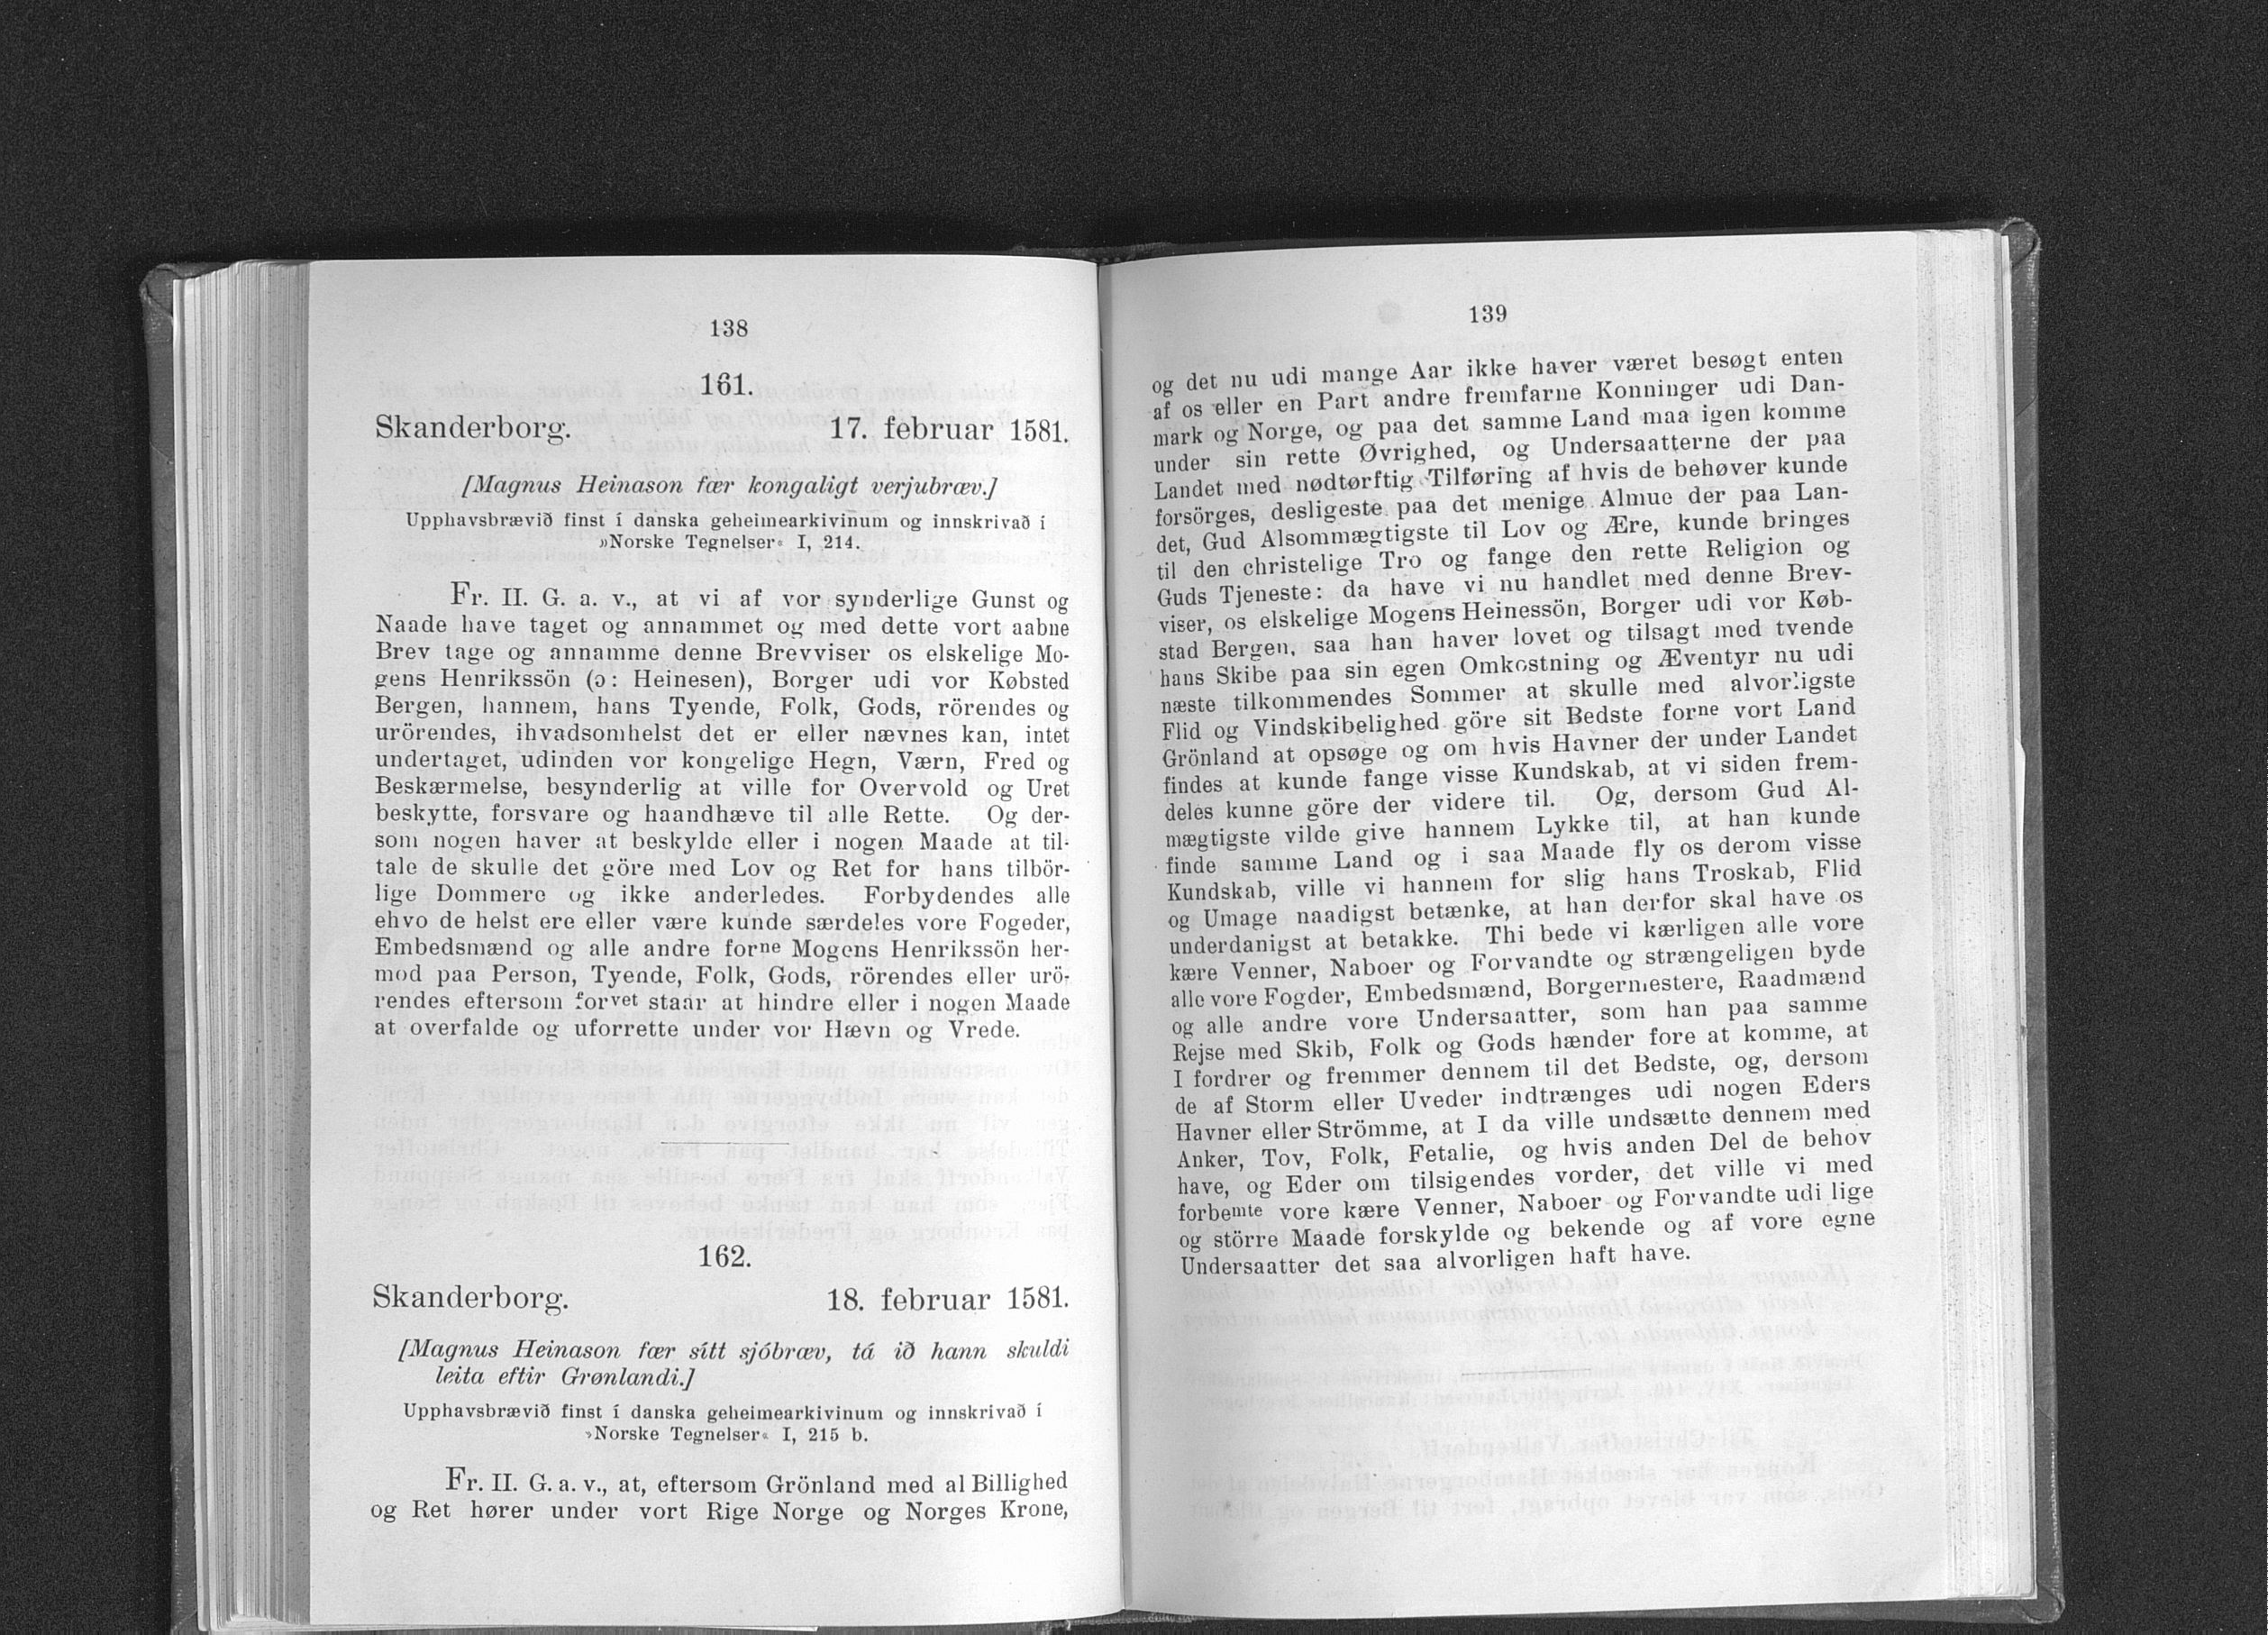 138
161.
Skanderborg. 17. februar 1581.
[Magnus Heinason fær kongaligt verjubræv.]
Upphavsbrævið finst í danska geheimearkivinum og innskrivað í
»Norske Tegnelser« I, 214.
Fr. II. G. a. v., at vi af vor synderlige Gunst og
Naade have taget og annammet og med dette vort aabne
Brev tage og annamme denne Brevviser os elskelige Mo-
gens Henrikssön (ɔ: Heinesen), Borger udi vor Købsted
Bergen, hannem, hans Tyende, Folk, Gods, rörendes og
urörendes, ihvadsomhelst det er eller nævnes kan, intet
undertaget, udinden vor kongelige Hegn, Værn, Fred og
Beskærmelse, besynderlig at ville for Overvold og Uret
beskytte, forsvare og haandhæve til alle Rette. Og der-
som nogen haver at beskylde eller i nogen Maade at til-
tale de skulle det göre med Lov og Ret for hans tilbör-
lige Dommere og ikke anderledes. Forbydendes alle
ehvo de helst ere eller være kunde særdeles vore Fogeder,
Embedsmænd og alle andre forne Mogens Henrikssön her-
mod paa Person, Tyende, Folk, Gods, rörendes eller urö-
rendes eftersom forvet staar at hindre eller i nogen Maade
at overfalde og uforrette under vor Hævn og Vrede.
162.
Skanderborg. 18. februar 1581.
[Magnus Heinason fær sítt sjóbræv, tá ið hann skuldi
leita eftir Grønlandi.]
Upphavsbrævið finst í danska geheimearkivinum og innskrivað í
»Norske Tegnelser« I, 215 b.
Fr. II. G. a. v., at, eftersom Grönland med al Billighed
og Ret hører under vort Rige Norge og Norges Krone,
139
og det nu udi mange Aar ikke haver været besøgt enten
af os eller en Part andre fremfarne Konninger udi Dan-
mark og Norge, og paa det samme Land maa igen komme
under sin rette Øvrighed, og Undersaatterne der paa
Landet med nødtørftig Tilføring af hvis de behøver kunde
forsörges, desligeste paa det menige Almue der paa Lan-
det, Gud Alsommægtigste til Lov og Ære, kunde bringes
til den christelige Tro og fange den rette Religion og
Guds Tjeneste: da have vi nu handlet med denne Brev-
viser, os elskelige Mogens Heinessön, Borger udi vor Køb-
stad Bergen, saa han haver lovet og tilsagt med tvende
hans Skibe paa sin egen Omkostning og Æventyr nu udi
næste tilkommendes Sommer at skulle med alvorligste
Flid og Vindskibelighed göre sit Bedste forne vort Land
Grönland at opsøge og om hvis Havner der under Landet
findes at kunde fange visse Kundskab, at vi siden frem-
deles kunne göre der videre til. Og, dersom Gud Al-
mægtigste vilde give hannem Lykke til, at han kunde
finde samme Land og i saa Maade fly os derom visse
Kundskab, ville vi hannem for slig hans Troskab, Flid
og Umage naadigst betænke, at han derfor skal have os
underdanigst at betakke. Thi bede vi kærligen alle vore
kære Venner, Naboer og Forvandte og strængeligen byde
alle vore Fogder, Embedsmænd, Borgermestere, Raadmænd
og alle andre vore Undersaatter, som han paa samme
Rejse med Skib, Folk og Gods hænder fore at komme, at
I fordrer og fremmer dennem til det Bedste, og, dersom
de af Storm eller Uveder indtrænges udi nogen Eders
Havner eller Strömme, at I da ville undsætte dennem med
Anker, Tov, Folk, Fetalie, og hvis anden Del de behov
have, og Eder om tilsigendes vorder, det ville vi med
forbemte vore kære Venner, Naboer og Forvandte udi lige
og större Maade forskylde og bekende og af vore egne
Undersaatter det saa alvorligen haft have.